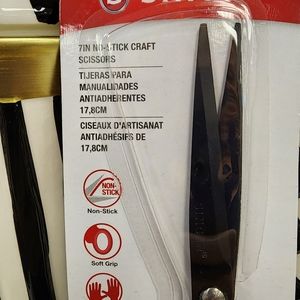 7IN NO-STICK CRAFT
SCISSORS
TIJERAS PARA
MANUALIDADES
ANTIADHERENTES
17,8CM
CISEAUX D'ARTISANAT
ANTIADHÉSIFS DE
17,8CM
NON-
STICK
Non-Stick
Soft Grip